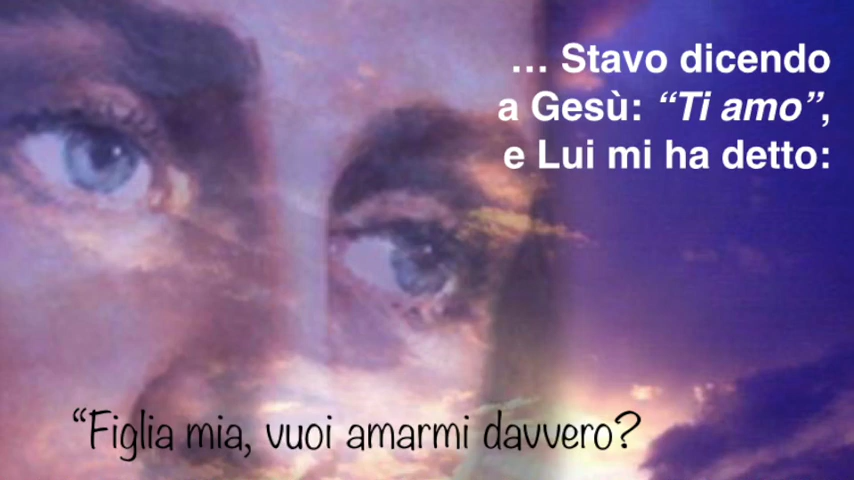 … Stavo dicendo
a Gesù: “Ti amo”,
e Lui mi ha detto:
“Figlia mia, vuoi amarmi davvero?